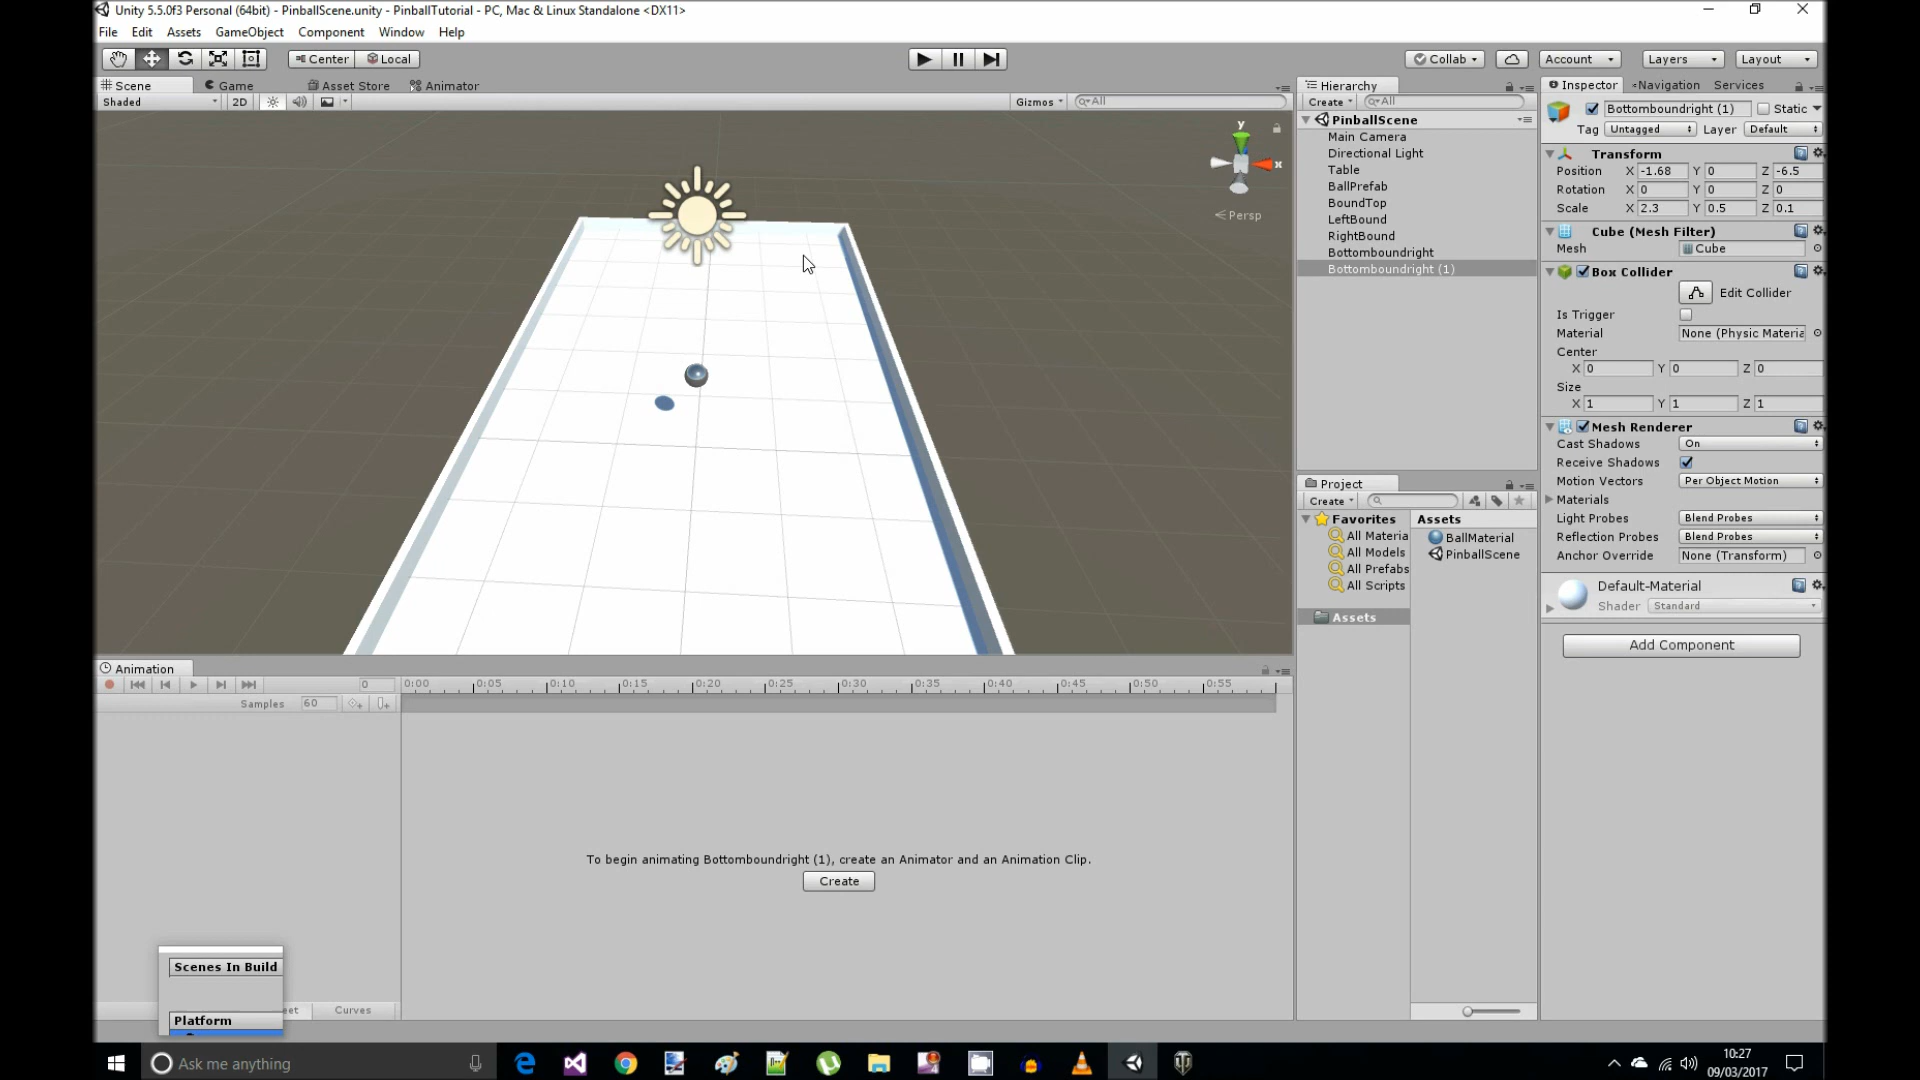 Unity 5.5.0f3 Personal (64bit) - PinballScene.unity - PinballTutorial - PC, Mac & Linux Standalone <DX11>
File Edit Assets GameObject Component Window Help
Center Local Collab Account Layers Layout
Scene Game Asset Store Animator
Shaded 2D Gizmos All
y
x
Persp
Hierarchy
Create All
PinballScene
Main Camera
Directional Light
Table
BallPrefab
BoundTop
LeftBound
RightBound
Bottomboundright
Bottomboundright (1)
Project
Create
Favorites
All Materia
All Models
All Prefabs
All Scripts
Assets
Assets
BallMaterial
PinballScene
Inspector Navigation Services
Bottomboundright (1) Static
Tag Untagged Layer Default
Transform
Position X -1.68 Y 0 Z -6.5
Rotation X 0 Y 0 Z 0
Scale X 2.3 Y 0.5 Z 0.1
Cube (Mesh Filter)
Mesh Cube
Box Collider
Edit Collider
Is Trigger
Material None (Physic Materia
Center
X 0 Y 0 Z 0
Size
X 1 Y 1 Z 1
Mesh Renderer
Cast Shadows On
Receive Shadows
Motion Vectors Per Object Motion
Materials
Light Probes Blend Probes
Reflection Probes Blend Probes
Anchor Override None (Transform)
Default-Material
Shader Standard
Add Component
Animation
0 0:00 0:05 0:10 0:15 0:20 0:25 0:30 0:35 0:40 0:45 0:50 0:55
Samples 60
To begin animating Bottomboundright (1), create an Animator and an Animation Clip.
Create
Scenes In Build
Platform
eet Curves
Ask me anything
10:27
09/03/2017